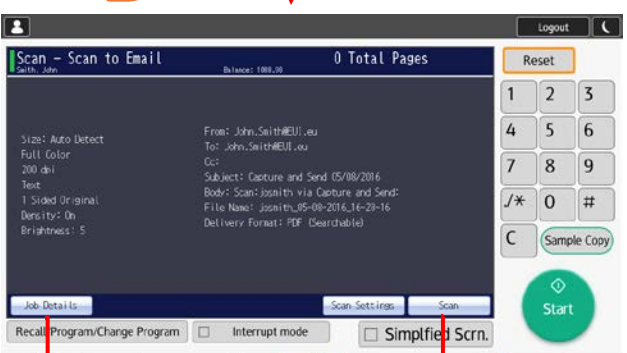 Logout
Scan - Scan to Email
0 Total Pages
Smith, John
Balance: 1000.00
Reset
Size: Auto Detect
Full Color
200 dpi
Text
1 Sided Original
Density: On
Brightness: 5
From: John.Smith@EUI.eu
To: John.Smith@EUI.eu
Cc:
Subject: Capture and Send 05/08/2016
Body: Scan:josmith via Capture and Send:
File Name: josmith_05-08-2016_16-23-16
Delivery Format: PDF (Searchable)
1 2 3
4 5 6
7 8 9
./* 0 #
C Sample Copy
Start
Job Details
Scan Settings
Scan
Recall Program/Change Program
Interrupt mode
Simplfied Scrn.